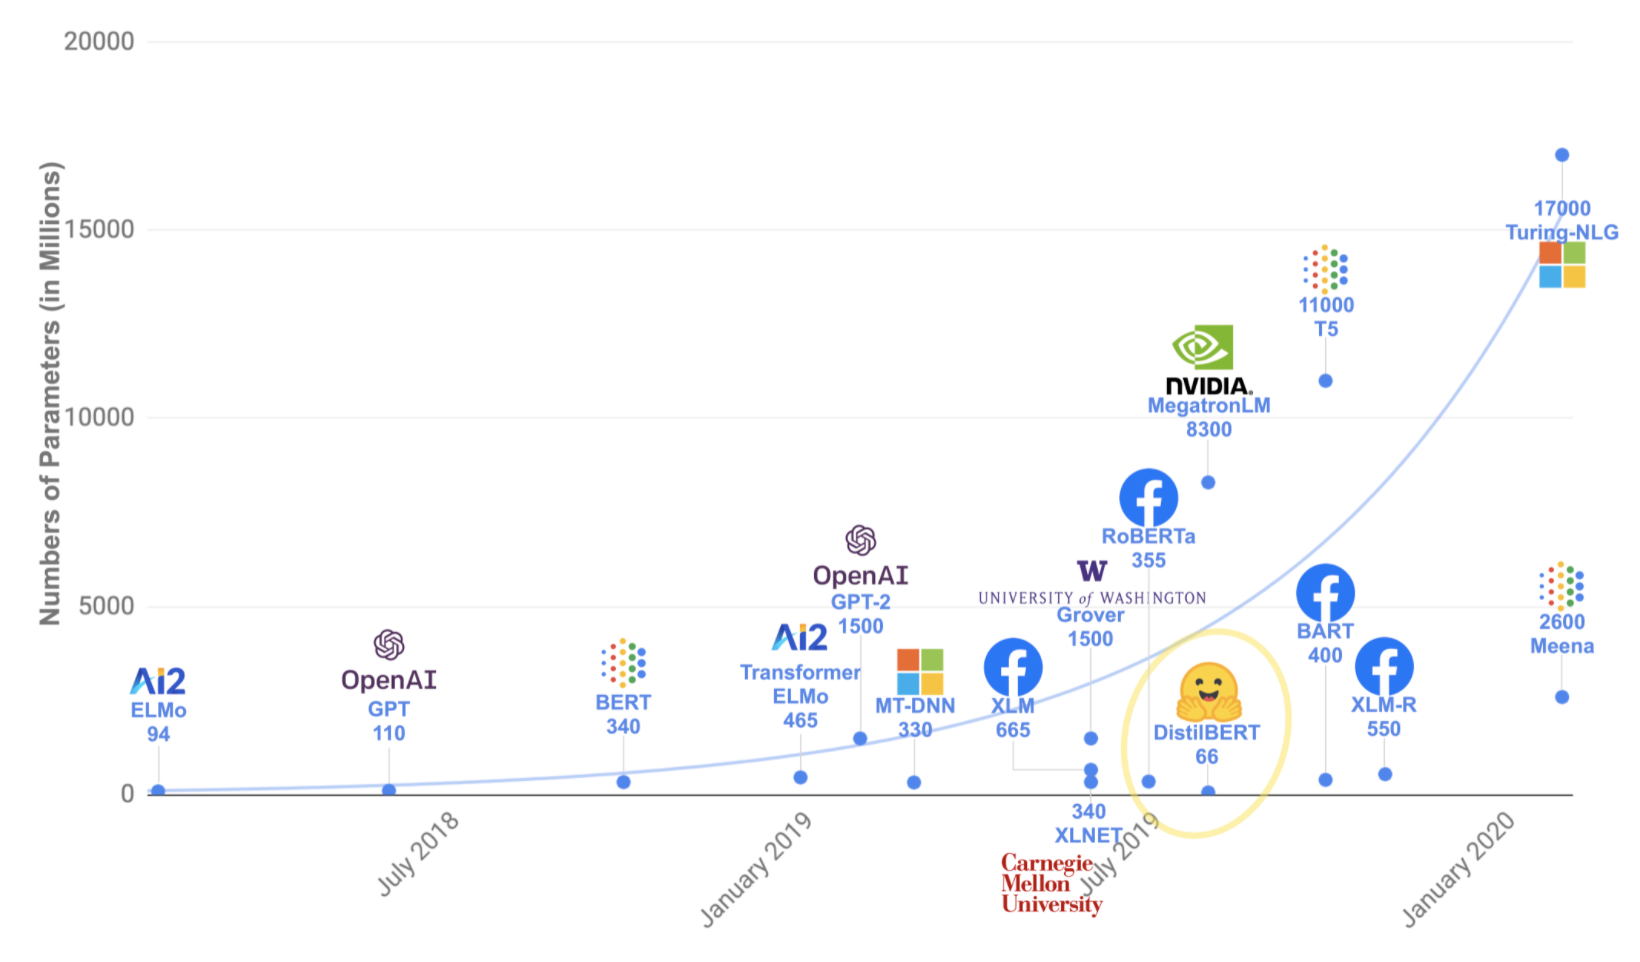 20000
15000
10000
5000
0
Numbers of Parameters (in Millions)
AI2
ELMo
94
OpenAI
GPT
110
BERT
340
AI2
Transformer
ELMo
465
OpenAI
GPT-2
1500
MT-DNN
330
XLM
665
W
UNIVERSITY of WASHINGTON
Grover
1500
340
XLNET
Carnegie
Mellon
University
RoBERTa
355
NVIDIA.
MegatronLM
8300
DistilBERT
66
11000
T5
BART
400
XLM-R
550
17000
Turing-NLG
2600
Meena
July 2018
January 2019
July 2019
January 2020